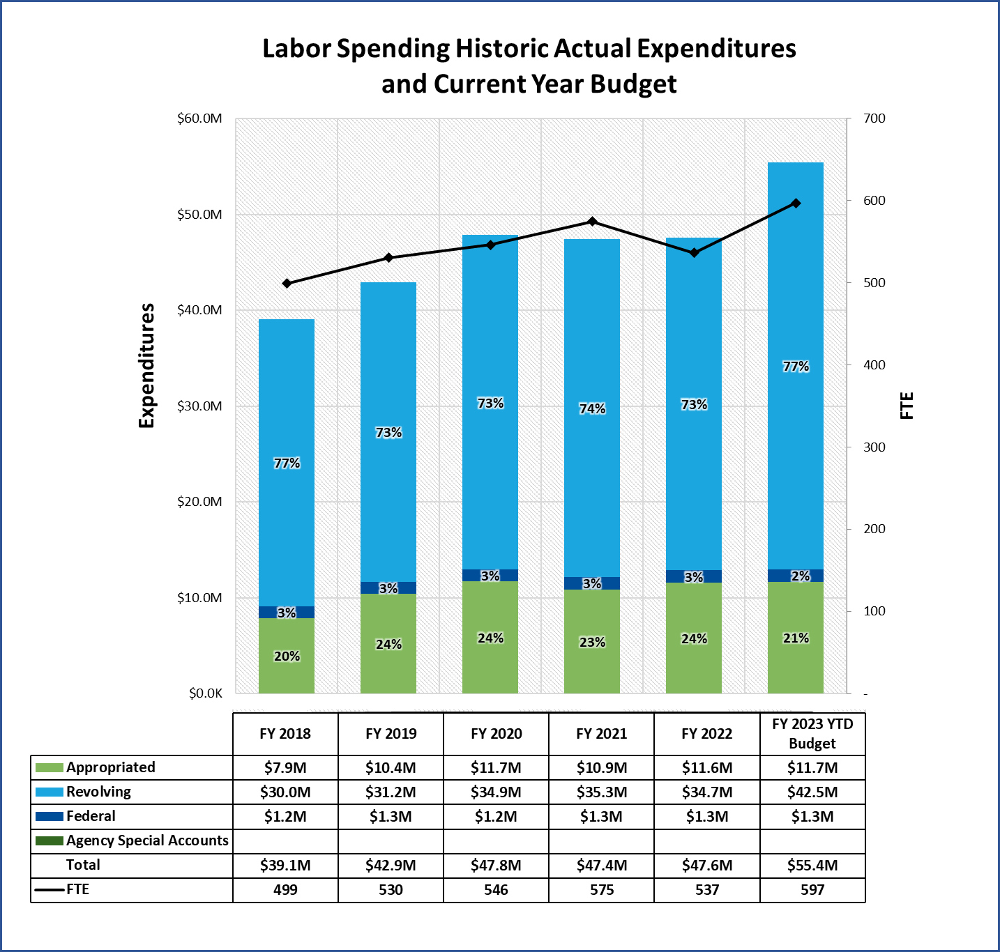 Labor Spending Historic Actual Expenditures
and Current Year Budget
$60.0M
$50.0M
$40.0M
$30.0M
$20.0M
$10.0M
$0.0K
Expenditures
700
600
500
400
300
200
100
-
FTE
77%
3%
20%
73%
3%
24%
73%
3%
24%
74%
3%
23%
73%
3%
24%
77%
2%
21%
FY 2018 FY 2019 FY 2020 FY 2021 FY 2022 FY 2023 YTD
Budget
Appropriated $7.9M $10.4M $11.7M $10.9M $11.6M $11.7M
Revolving $30.0M $31.2M $34.9M $35.3M $34.7M $42.5M
Federal $1.2M $1.3M $1.2M $1.3M $1.3M $1.3M
Agency Special Accounts
Total $39.1M $42.9M $47.8M $47.4M $47.6M $55.4M
FTE 499 530 546 575 537 597